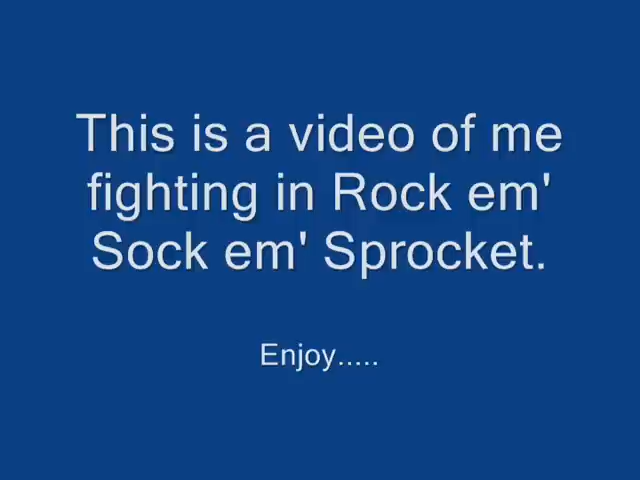 This is a video of me
fighting in Rock em'
Sock em' Sprocket.
Enjoy.....